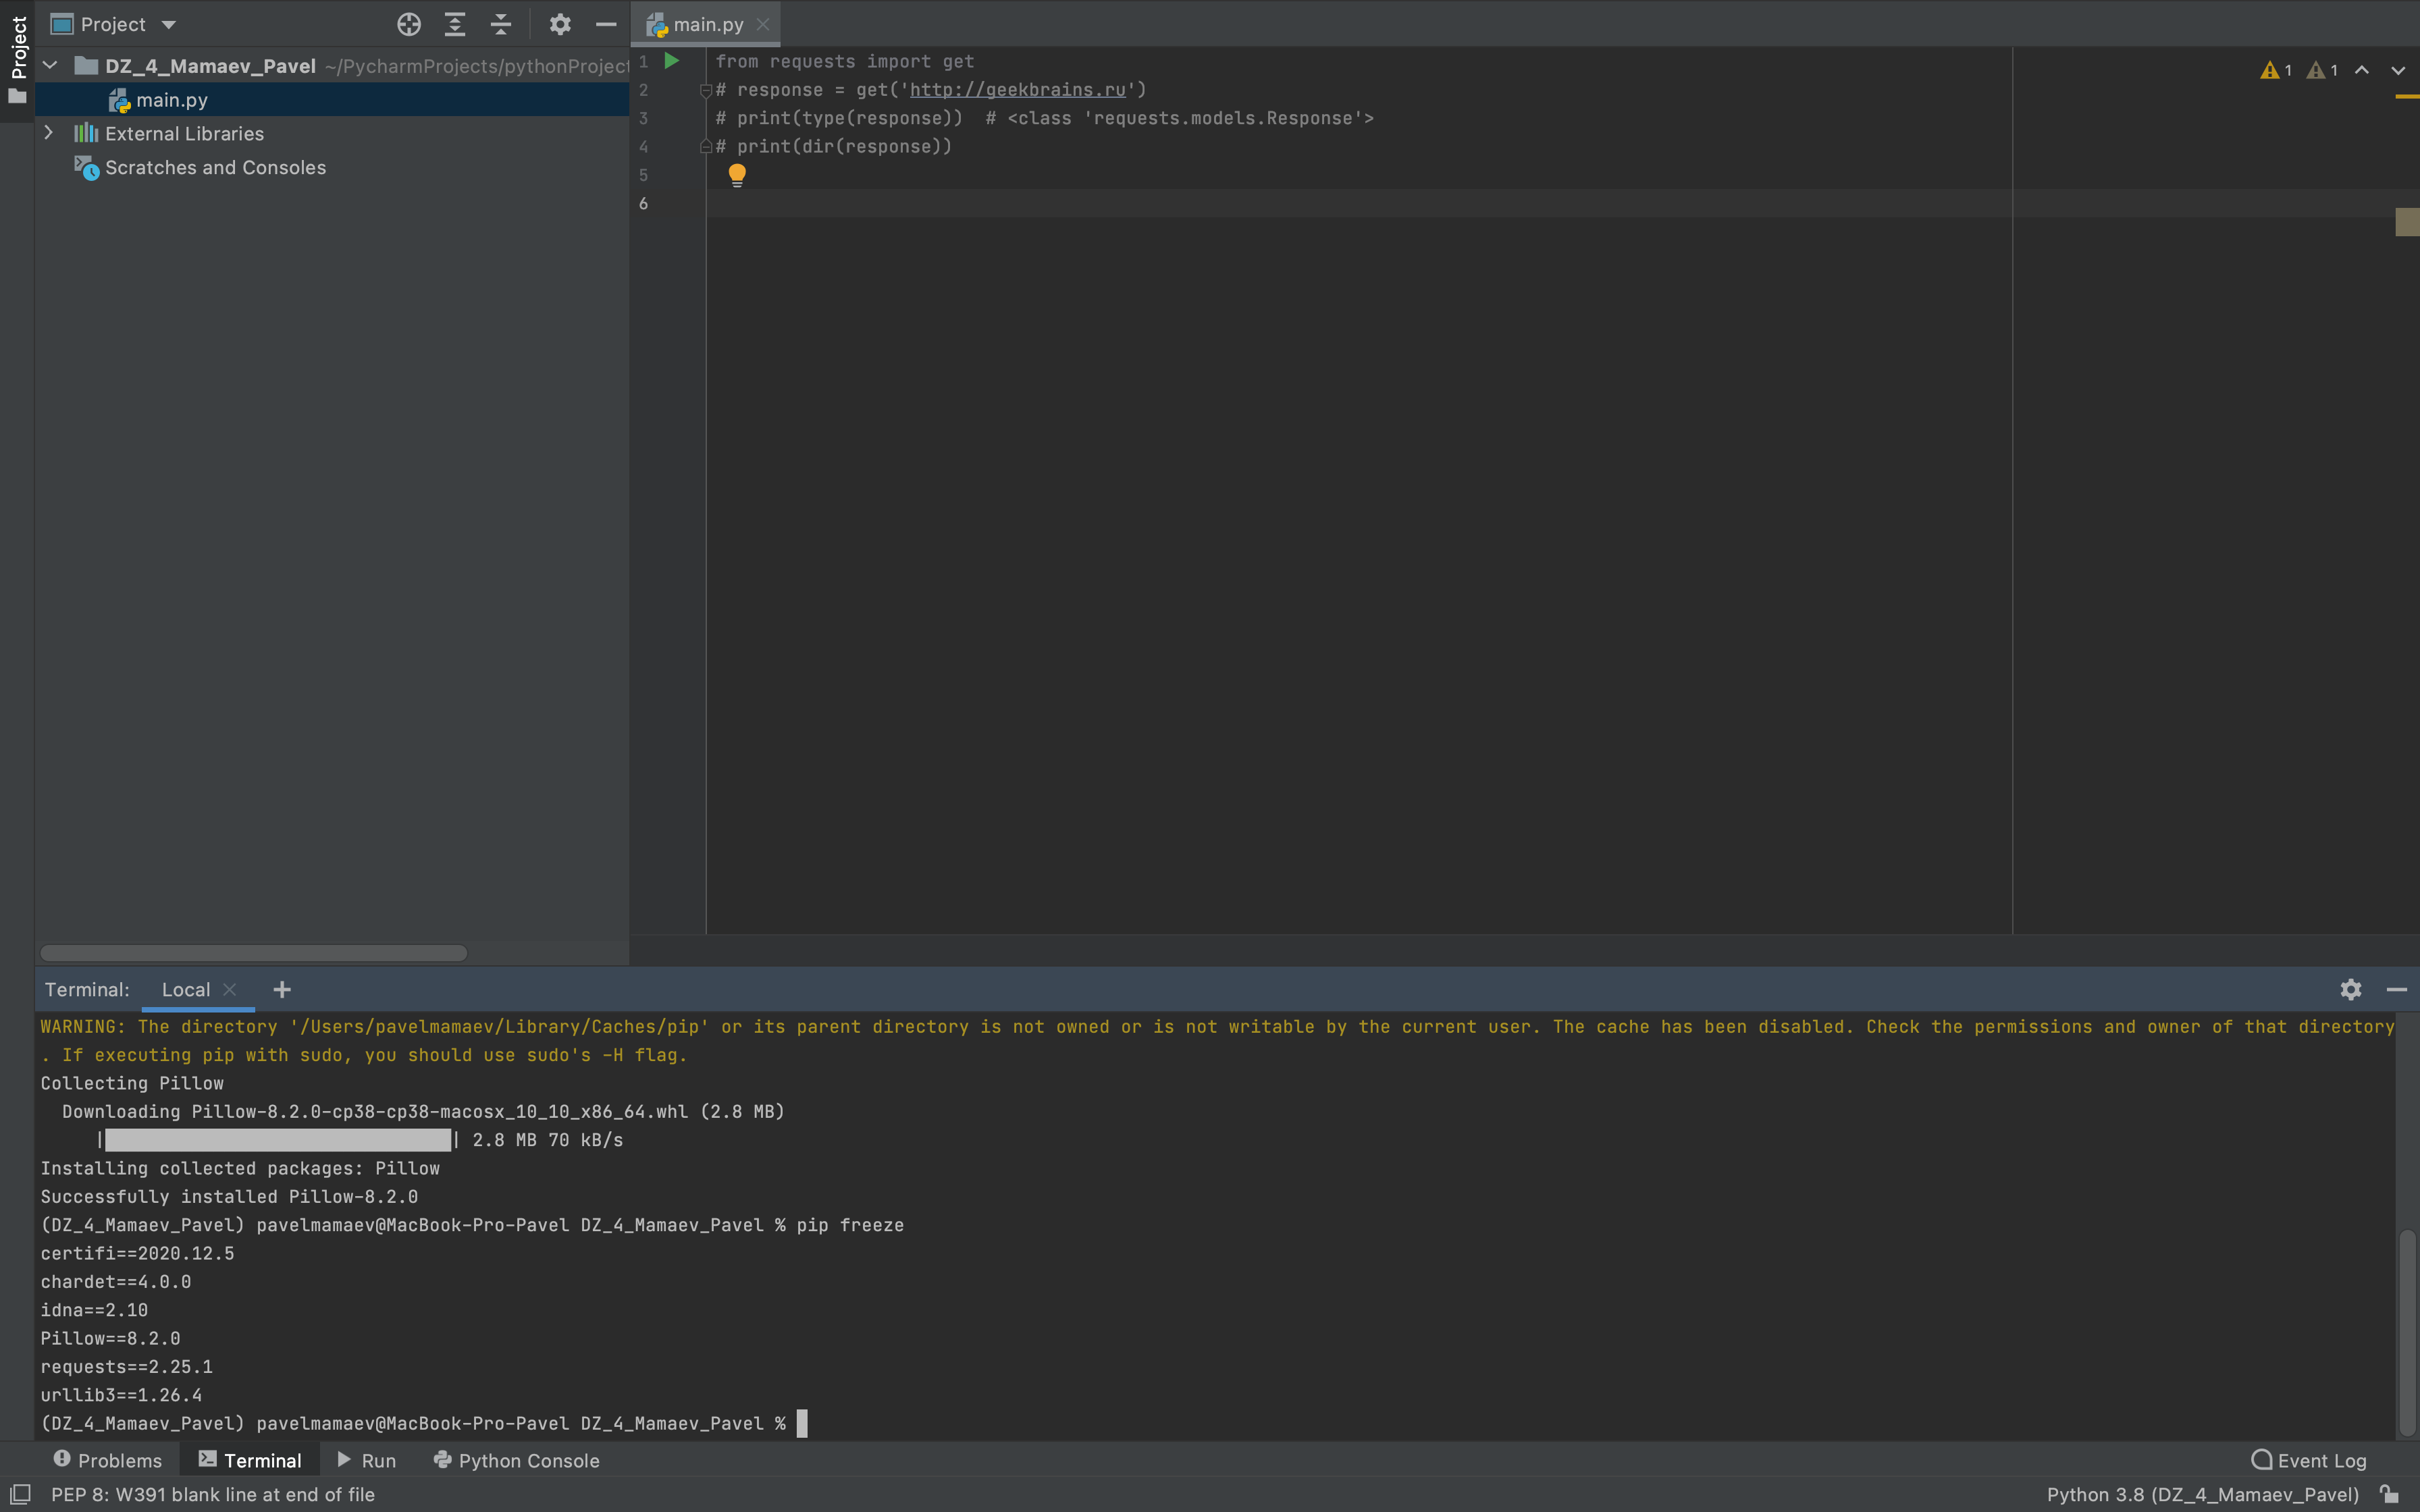 Project
Project
DZ_4_Mamaev_Pavel ~/PycharmProjects/pythonProject
main.py
External Libraries
Scratches and Consoles
main.py
1 from requests import get
2 # response = get('http://geekbrains.ru')
3 # print(type(response))  # <class 'requests.models.Response'>
4 # print(dir(response))
5
6
1 1
Terminal: Local
WARNING: The directory '/Users/pavelmamaev/Library/Caches/pip' or its parent directory is not owned or is not writable by the current user. The cache has been disabled. Check the permissions and owner of that directory
. If executing pip with sudo, you should use sudo's -H flag.
Collecting Pillow
  Downloading Pillow-8.2.0-cp38-cp38-macosx_10_10_x86_64.whl (2.8 MB)
     || 2.8 MB 70 kB/s
Installing collected packages: Pillow
Successfully installed Pillow-8.2.0
(DZ_4_Mamaev_Pavel) pavelmamaev@MacBook-Pro-Pavel DZ_4_Mamaev_Pavel % pip freeze
certifi==2020.12.5
chardet==4.0.0
idna==2.10
Pillow==8.2.0
requests==2.25.1
urllib3==1.26.4
(DZ_4_Mamaev_Pavel) pavelmamaev@MacBook-Pro-Pavel DZ_4_Mamaev_Pavel %
Problems Terminal Run Python Console Event Log
PEP 8: W391 blank line at end of file Python 3.8 (DZ_4_Mamaev_Pavel)